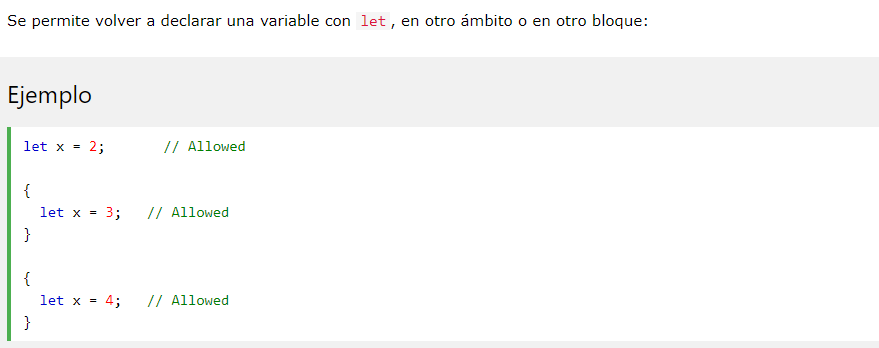 Se permite volver a declarar una variable con let, en otro ámbito o en otro bloque:
Ejemplo
let x = 2;       // Allowed
{
  let x = 3;   // Allowed
}
{
  let x = 4;   // Allowed
}